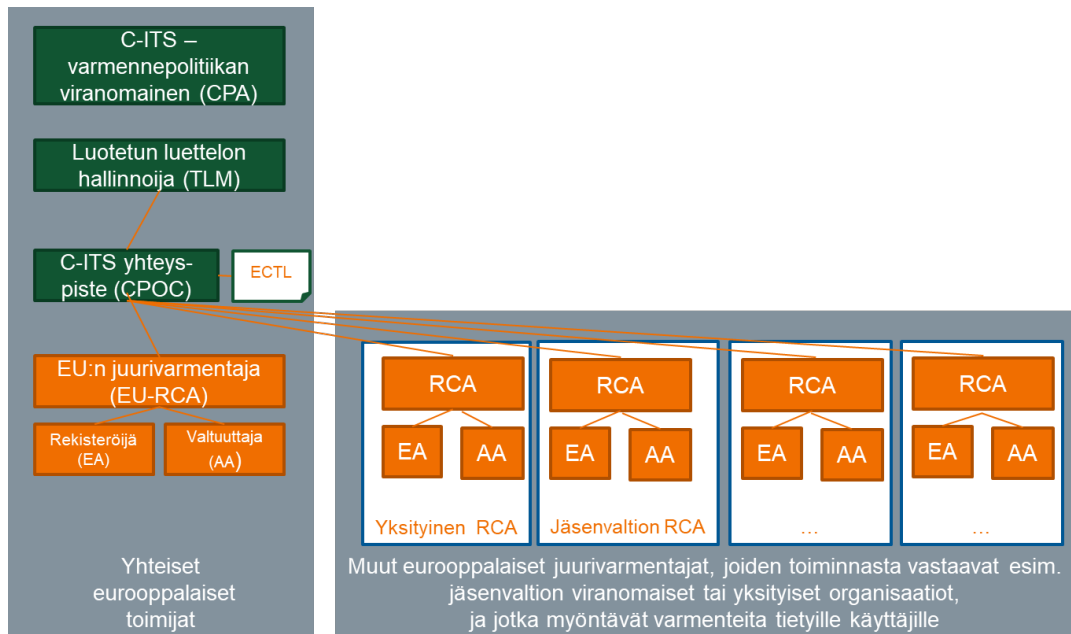 C-ITS –
varmennepolitiikan
viranomainen (CPA)
Luotetun luettelon
hallinnoija (TLM)
C-ITS yhteys-
piste (CPOC)
ECTL
EU:n juurivarmentaja
(EU-RCA)
Rekisteröijä
(EA)
Valtuuttaja
(AA)
Yhteiset
eurooppalaiset
toimijat
RCA
EA
AA
Yksityinen RCA
RCA
EA
AA
Jäsenvaltion RCA
RCA
EA
AA
...
RCA
EA
AA
...
Muut eurooppalaiset juurivarmentajat, joiden toiminnasta vastaavat esim.
jäsenvaltion viranomaiset tai yksityiset organisaatiot,
ja jotka myöntävät varmenteita tietyille käyttäjille